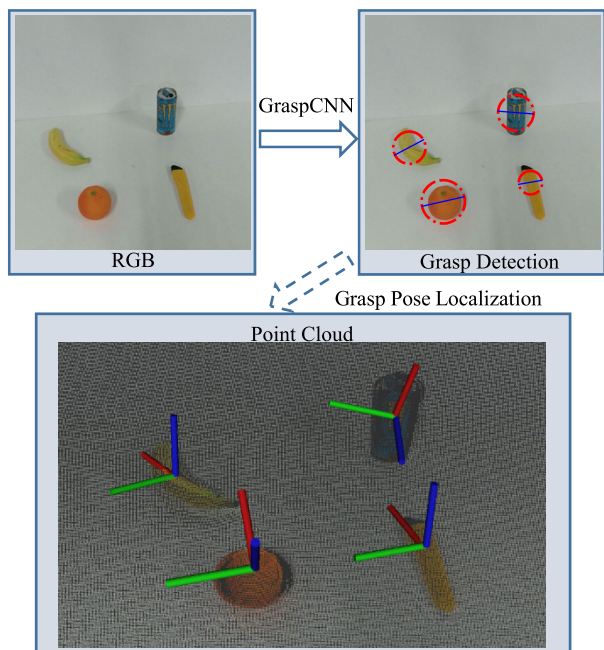 GraspCNN
RGB
Grasp Detection
Grasp Pose Localization
Point Cloud